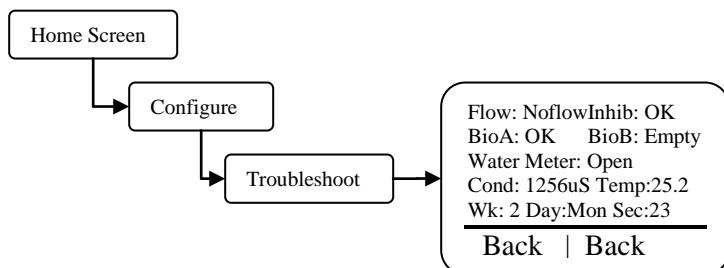 Home Screen
Configure
Troubleshoot
Flow: NoflowInhib: OK
BioA: OK BioB: Empty
Water Meter: Open
Cond: 1256uS Temp:25.2
Wk: 2 Day:Mon Sec:23
Back | Back